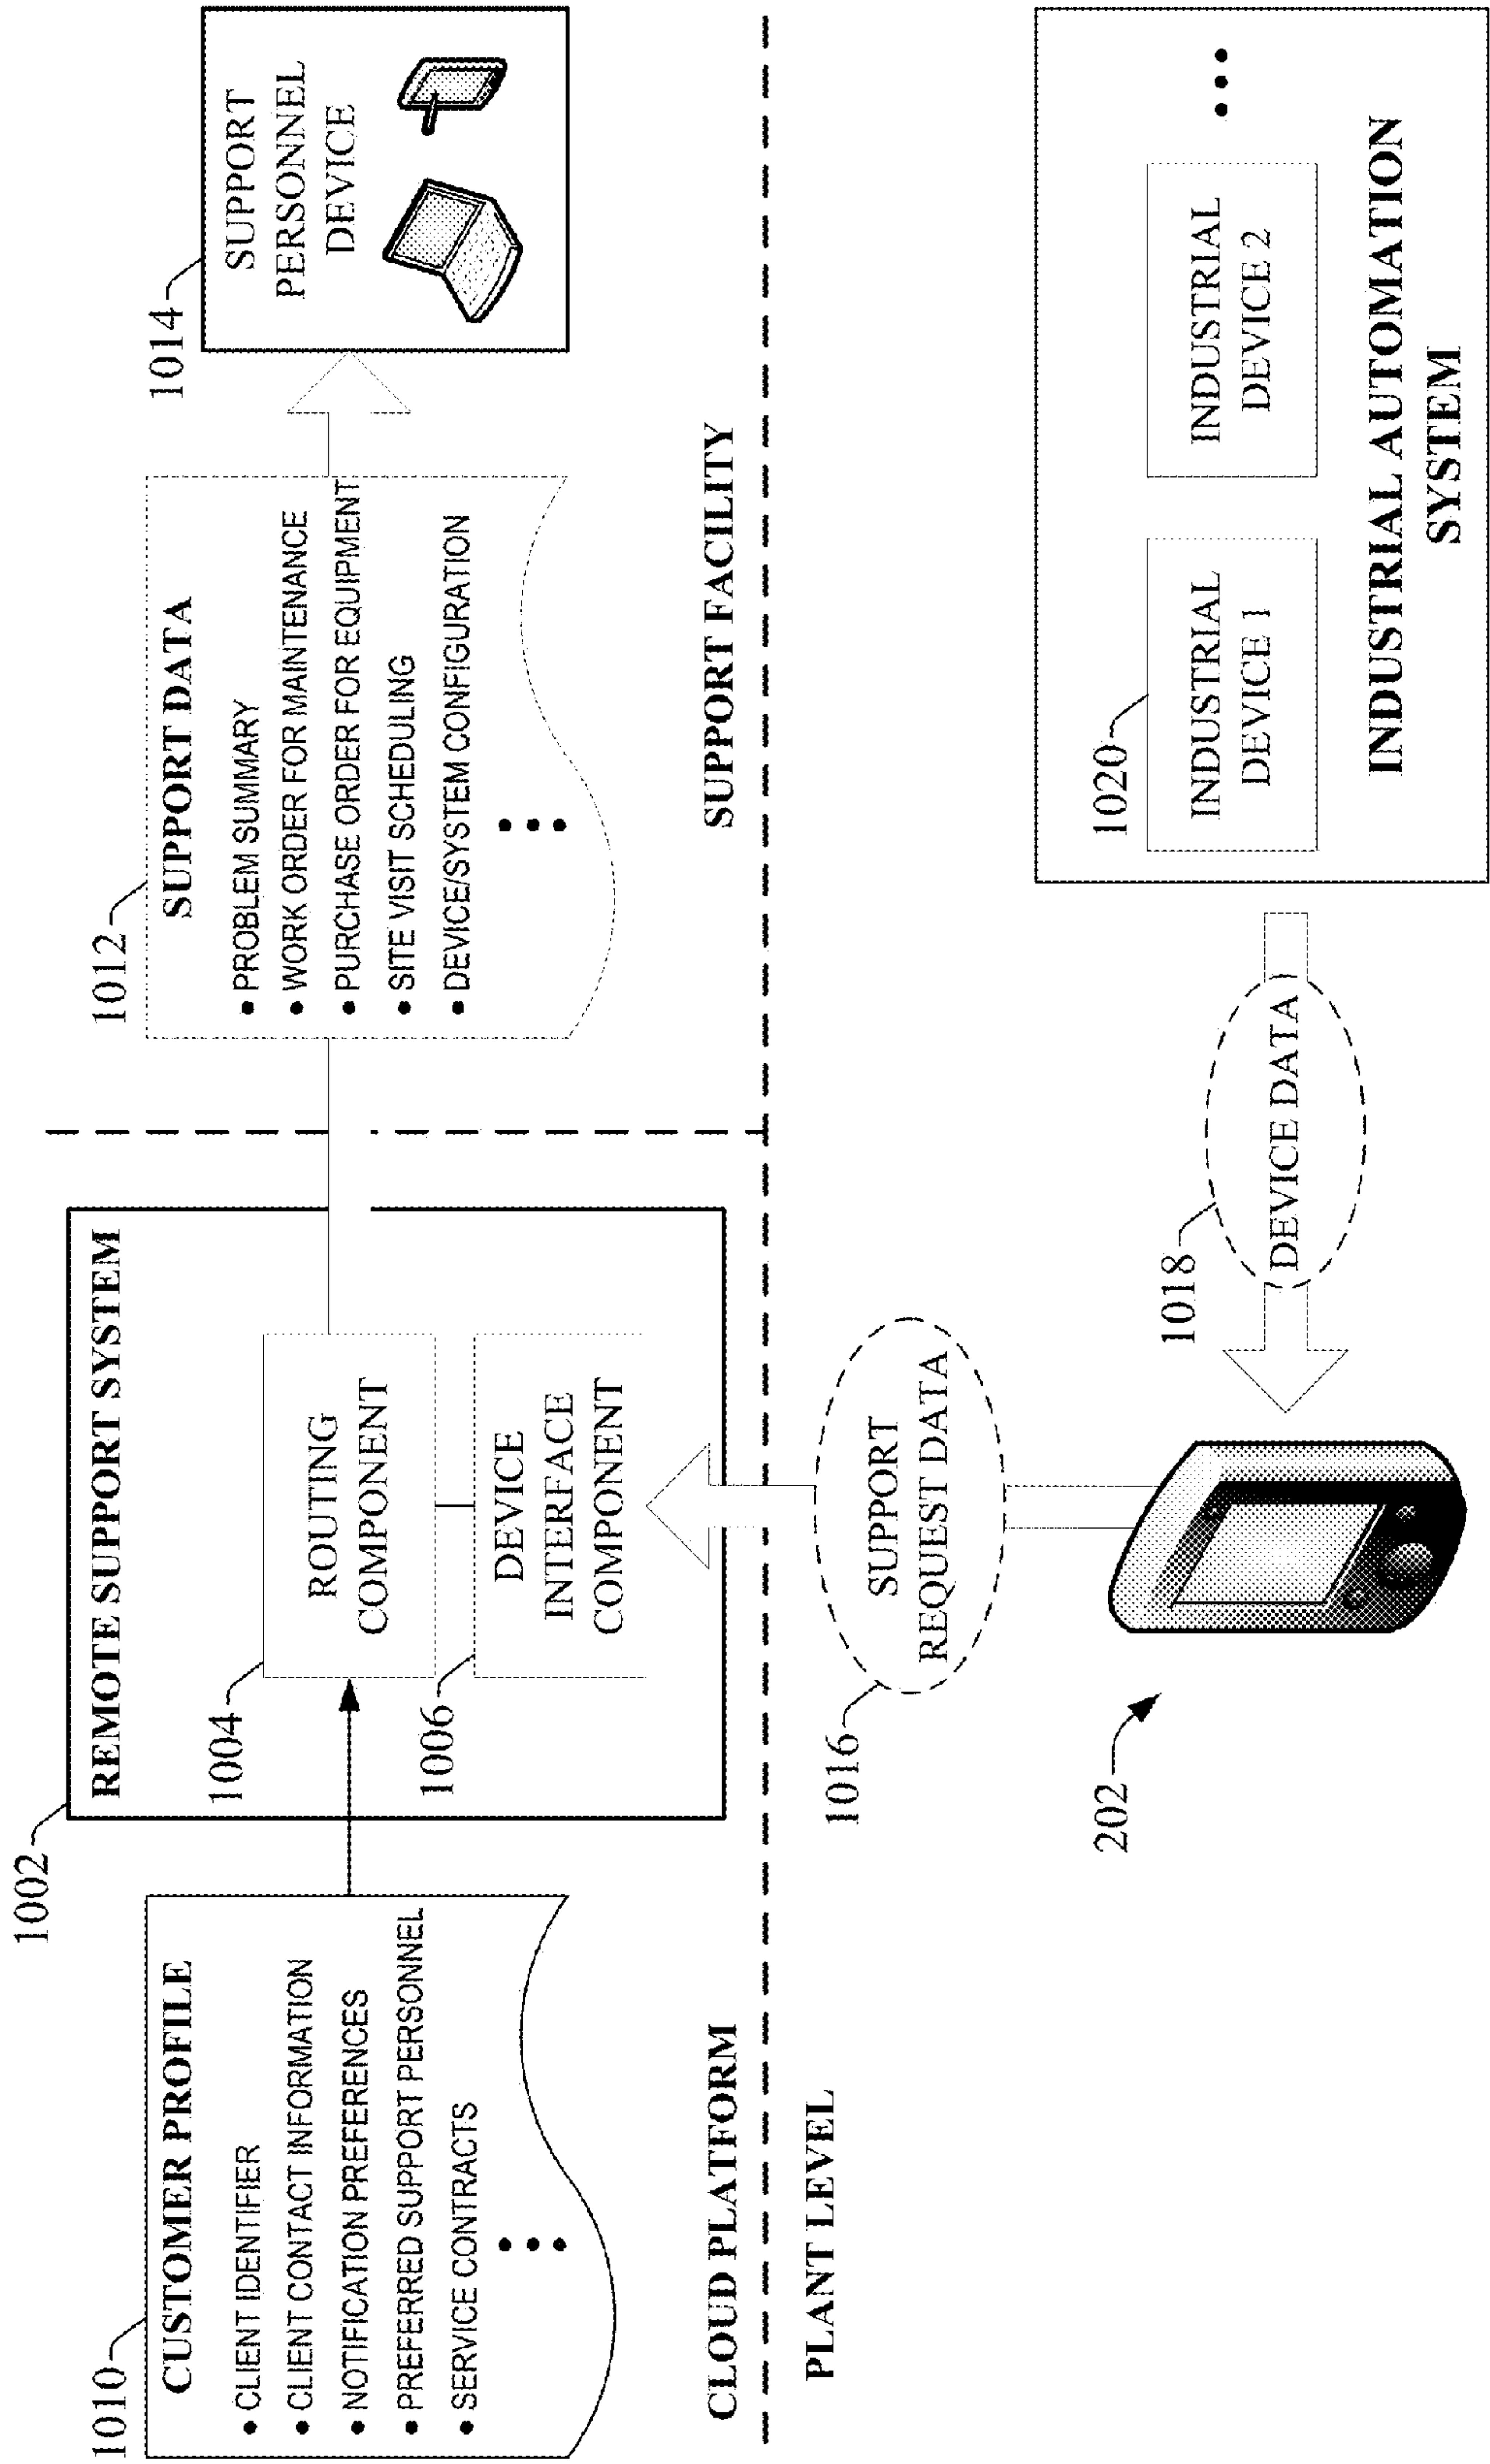 1010
CUSTOMER PROFILE
• CLIENT IDENTIFIER
• CLIENT CONTACT INFORMATION
• NOTIFICATION PREFERENCES
• PREFERRED SUPPORT PERSONNEL
• SERVICE CONTRACTS
1002
REMOTE SUPPORT SYSTEM
1004
ROUTING
COMPONENT
1006
DEVICE
INTERFACE
COMPONENT
1012
SUPPORT DATA
• PROBLEM SUMMARY
• WORK ORDER FOR MAINTENANCE
• PURCHASE ORDER FOR EQUIPMENT
• SITE VISIT SCHEDULING
• DEVICE/SYSTEM CONFIGURATION
1014
SUPPORT
PERSONNEL
DEVICE
CLOUD PLATFORM
SUPPORT FACILITY
PLANT LEVEL
1016
SUPPORT
REQUEST DATA
202
1018
DEVICE DATA
1020
INDUSTRIAL
DEVICE 1
INDUSTRIAL
DEVICE 2
INDUSTRIAL AUTOMATION
SYSTEM